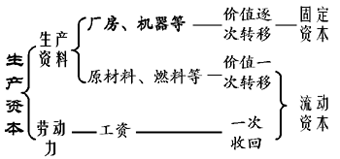 生产资本
生产
资料
厂房、机器等
价值逐
次转移
固定
资本
原材料、燃料等
价值一
次转移
流动
资本
劳动
力
工资
一次
收回